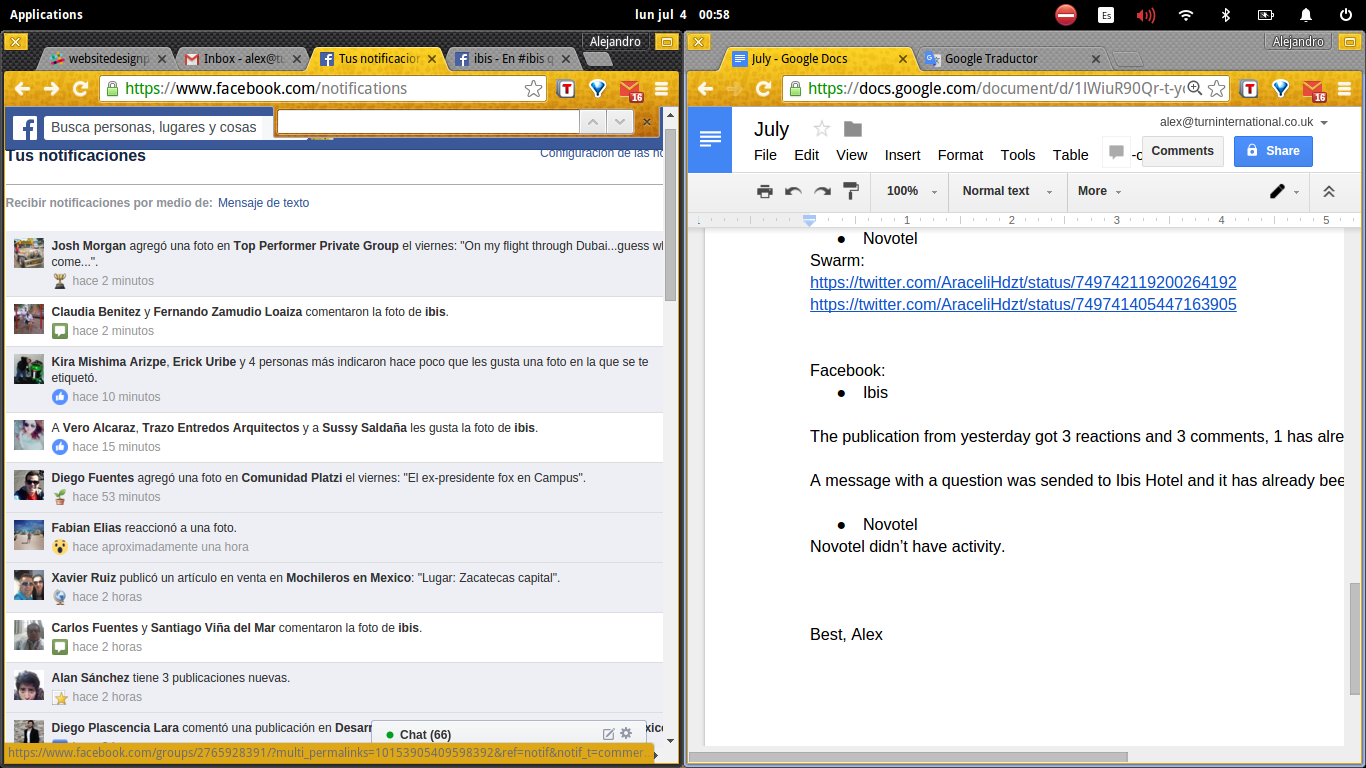 Applications
lun jul 4 00:58
Es
Alejandro
websitedesignp
Inbox - alex@tu
Tus notificacion
ibis - En #ibis q
https://www.facebook.com/notifications
T
16
Busca personas, lugares y cosas
Tus notificaciones
Configuración de las no
Recibir notificaciones por medio de: Mensaje de texto
Josh Morgan agregó una foto en Top Performer Private Group el viernes: "On my flight through Dubai...guess wh
come...".
hace 2 minutos
Claudia Benitez y Fernando Zamudio Loaiza comentaron la foto de ibis.
hace 2 minutos
Kira Mishima Arizpe, Erick Uribe y 4 personas más indicaron hace poco que les gusta una foto en la que se te
etiquetó.
hace 10 minutos
A Vero Alcaraz, Trazo Entredos Arquitectos y a Sussy Saldaña les gusta la foto de ibis.
hace 15 minutos
Diego Fuentes agregó una foto en Comunidad Platzi el viernes: "El ex-presidente fox en Campus".
hace 53 minutos
Fabian Elias reaccionó a una foto.
hace aproximadamente una hora
Xavier Ruiz publicó un artículo en venta en Mochileros en Mexico: "Lugar: Zacatecas capital".
hace 2 horas
Carlos Fuentes y Santiago Viña del Mar comentaron la foto de ibis.
hace 2 horas
Alan Sánchez tiene 3 publicaciones nuevas.
hace 2 horas
Diego Plascencia Lara comentó una publicación en Desarr
xico
Chat (66)
https://www.facebook.com/groups/2765928391/?multi_permalinks=10153905409598392&ref=notif&notif_t=commer
Alejandro
July - Google Docs
Google Traductor
https://docs.google.com/document/d/1lWiuR90Qr-t-yc
T
16
July
alex@turninternational.co.uk
File Edit View Insert Format Tools Table
Comments
Share
100%
Normal text
More
1 2 3 4 5
● Novotel
Swarm:
https://twitter.com/AraceliHdzt/status/749742119200264192
https://twitter.com/AraceliHdzt/status/749741405447163905
Facebook:
● Ibis
The publication from yesterday got 3 reactions and 3 comments, 1 has alre
A message with a question was sended to Ibis Hotel and it has already bee
● Novotel
Novotel didn't have activity.
Best, Alex